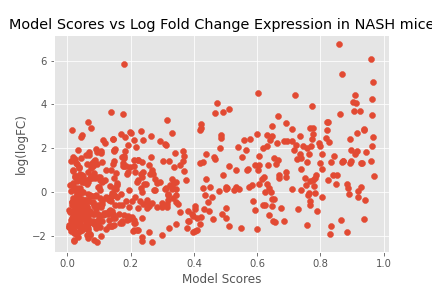 Model Scores vs Log Fold Change Expression in NASH mice
6
4
2
0
−2
log(logFC)
0.0 0.2 0.4 0.6 0.8 1.0
Model Scores